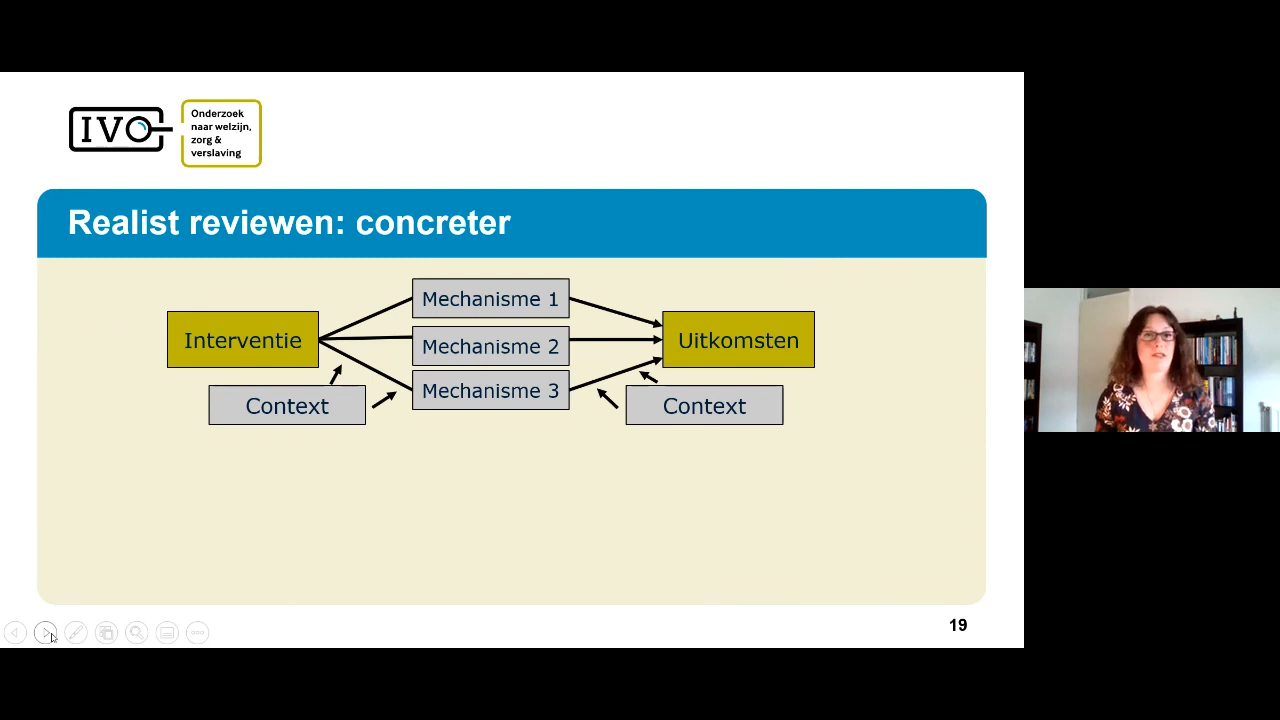 IVO
Onderzoek
naar welzijn,
zorg &
verslaving
Realist reviewen: concreter
Mechanisme 1
Interventie
Mechanisme 2
Uitkomsten
Mechanisme 3
Context
Context
19